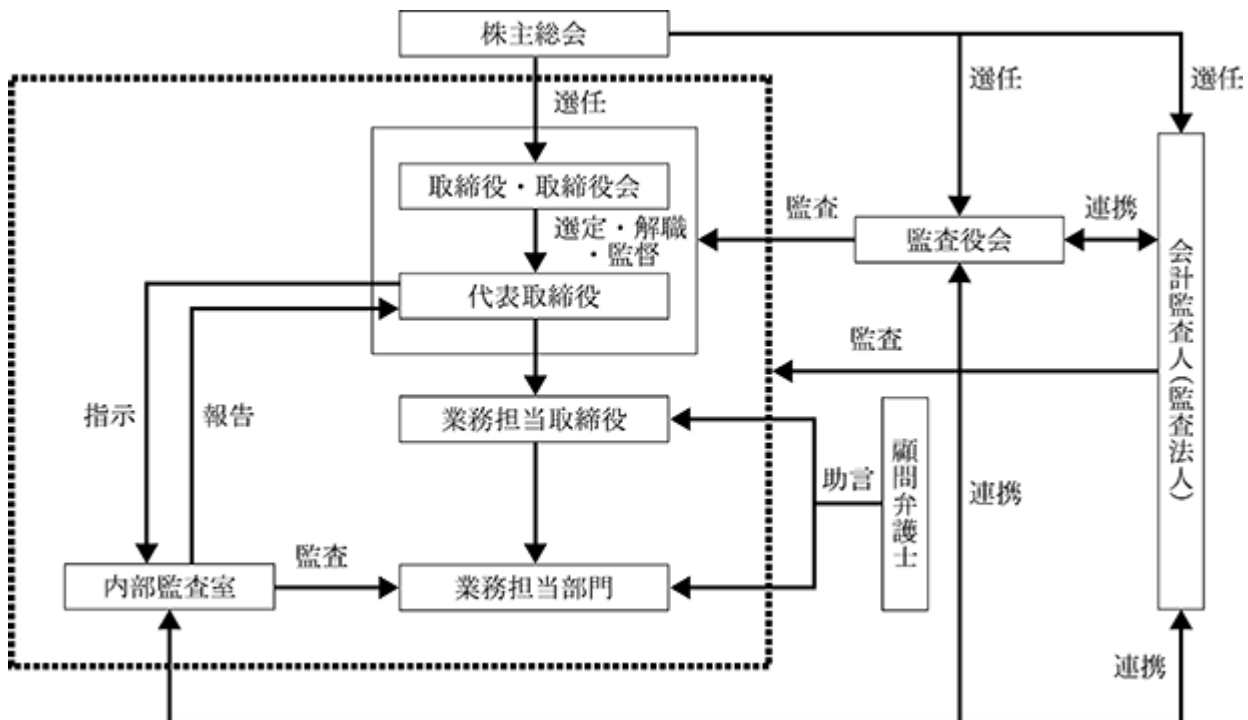 株主総会
選任
選任
選任
取締役・取締役会
選定・解職
・監督
監査
監査役会
連携
代表取締役
会計監査人(監査法人)
監査
指示
報告
業務担当取締役
顧問弁護士
助言
連携
監査
内部監査室
業務担当部門
連携